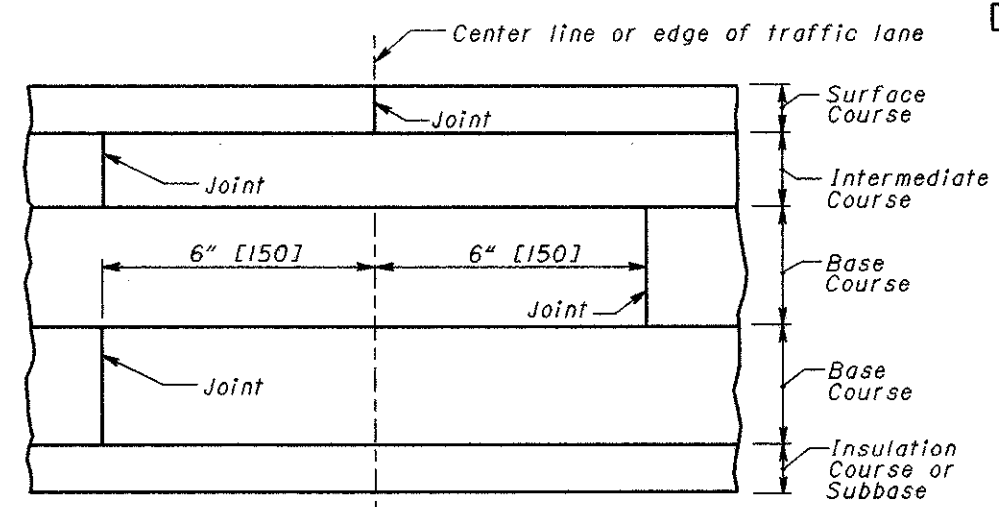 Center line or edge of traffic lane
Surface
Course
Joint
Joint
Intermediate
Course
6" [150]
6" [150]
Base
Course
Joint
Joint
Base
Course
Insulation
Course or
Subbase